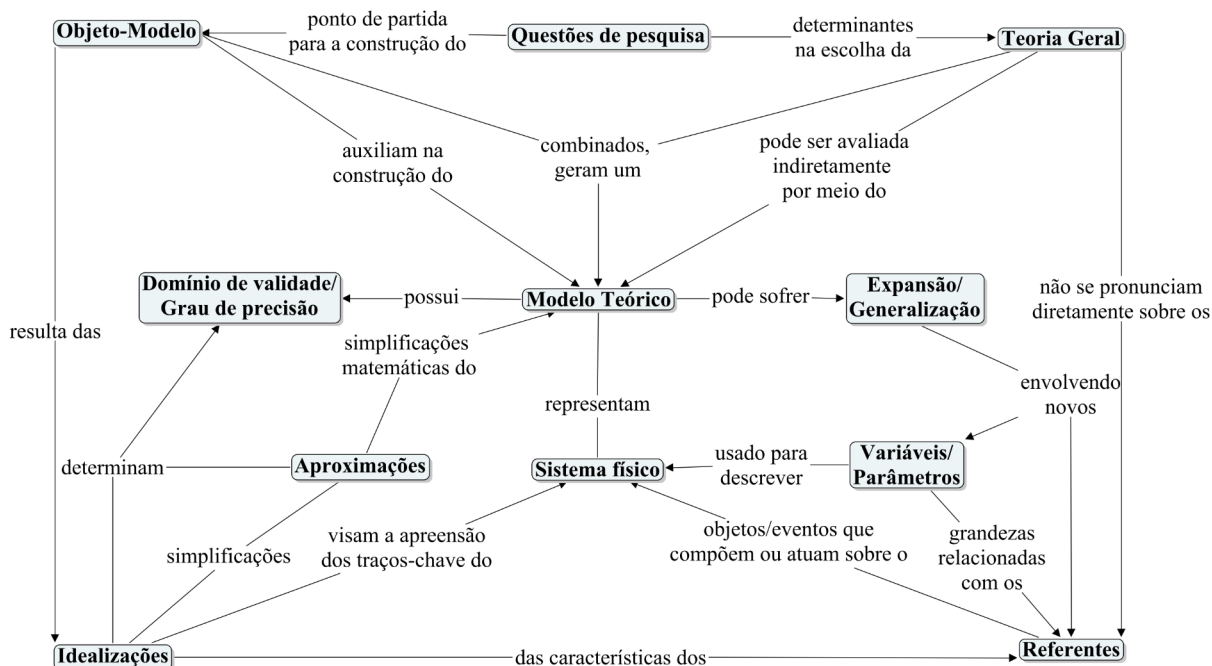 Objeto-Modelo
ponto de partida
para a construção do
Questões de pesquisa
determinantes
na escolha da
Teoria Geral
auxiliam na
construção do
combinados,
geram um
pode ser avaliada
indiretamente
por meio do
Domínio de validade/
Grau de precisão
possui
Modelo Teórico
pode sofrer
Expansão/
Generalização
não se pronunciam
diretamente sobre os
resulta das
simplificações
matemáticas do
representam
envolvendo
novos
determinam
Aproximações
Sistema físico
usado para
descrever
Variáveis/
Parâmetros
simplificações
visam a apreensão
dos traços-chave do
objetos/eventos que
compõem ou atuam sobre o
grandezas
relacionadas
com os
Idealizações
das características dos
Referentes